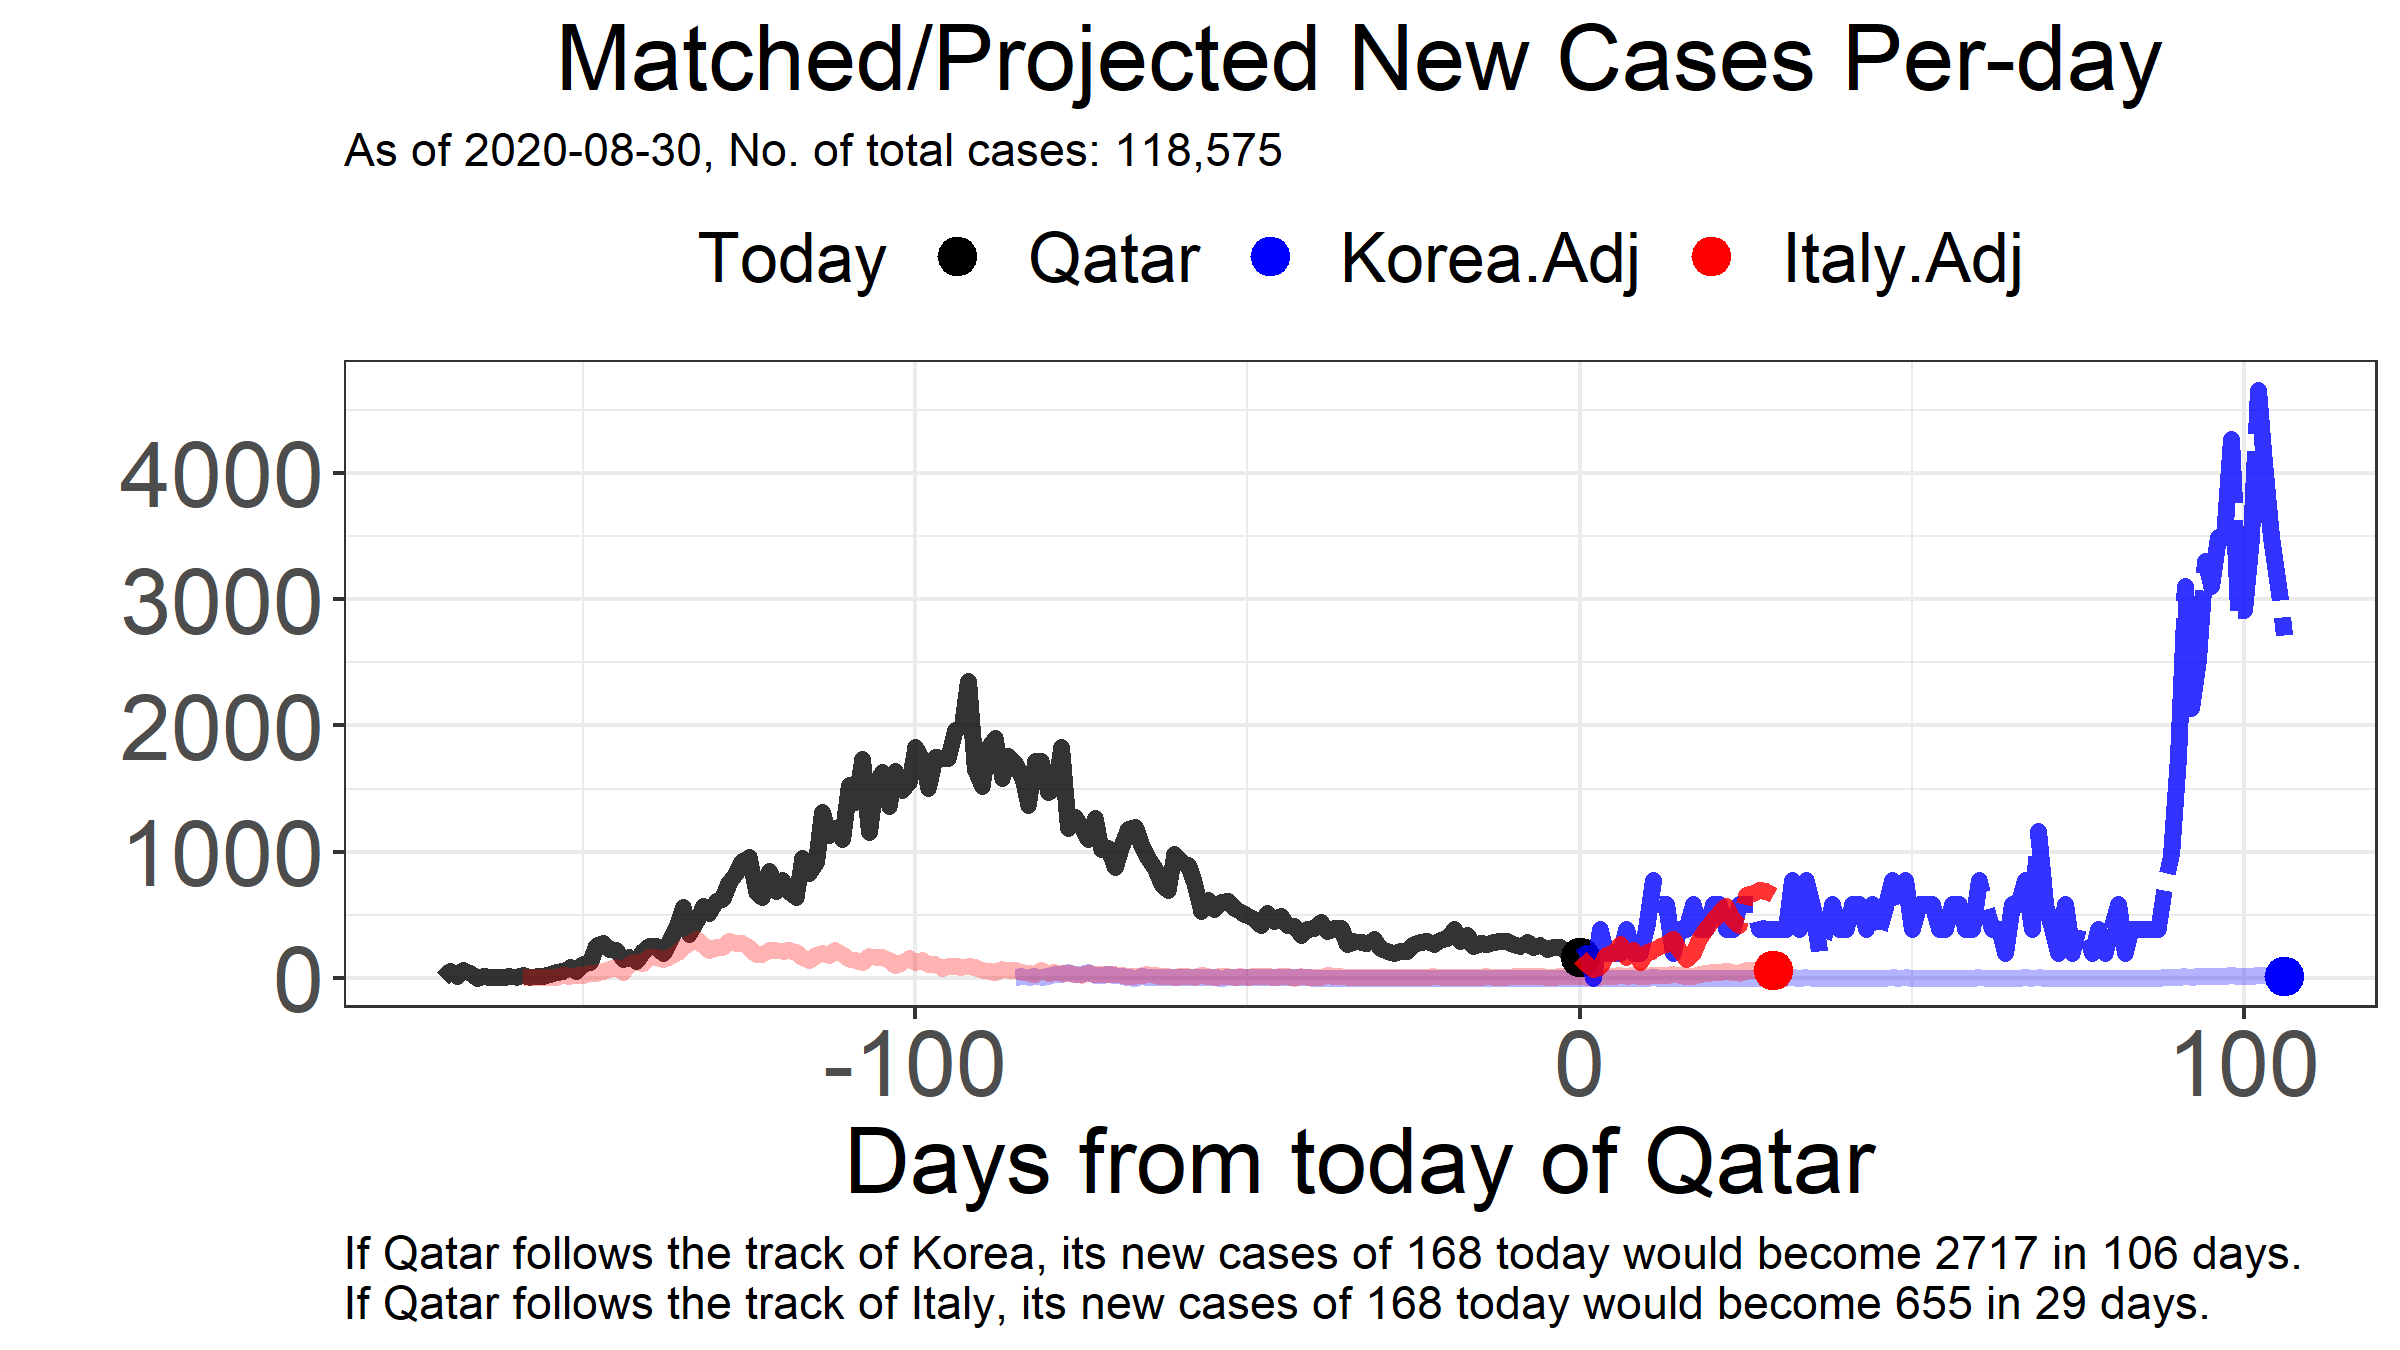 Matched/Projected New Cases Per-day
As of 2020-08-30, No. of total cases: 118,575
Today Qatar Korea.Adj Italy.Adj
4000
3000
2000
1000
0
-100 0 100
Days from today of Qatar
If Qatar follows the track of Korea, its new cases of 168 today would become 2717 in 106 days.
If Qatar follows the track of Italy, its new cases of 168 today would become 655 in 29 days.